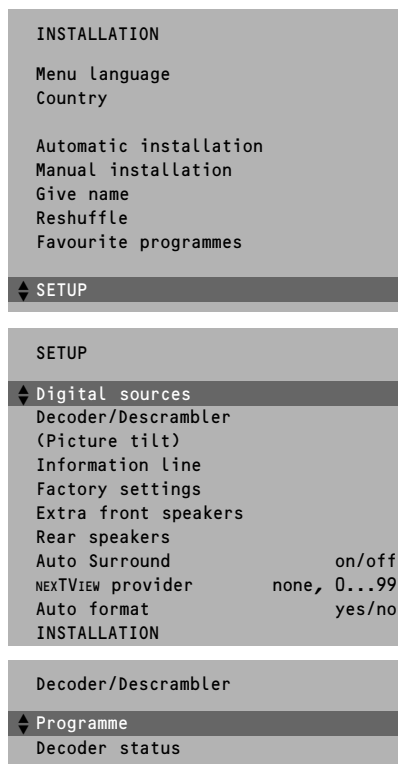 INSTALLATION
Menu language
Country
Automatic installation
Manual installation
Give name
Reshuffle
Favourite programmes
SETUP
SETUP
Digital sources
Decoder/Descrambler
(Picture tilt)
Information line
Factory settings
Extra front speakers
Rear speakers
Auto Surround on/off
NEXTVIEW provider none, 0...99
Auto format yes/no
INSTALLATION
Decoder/Descrambler
Programme
Decoder status